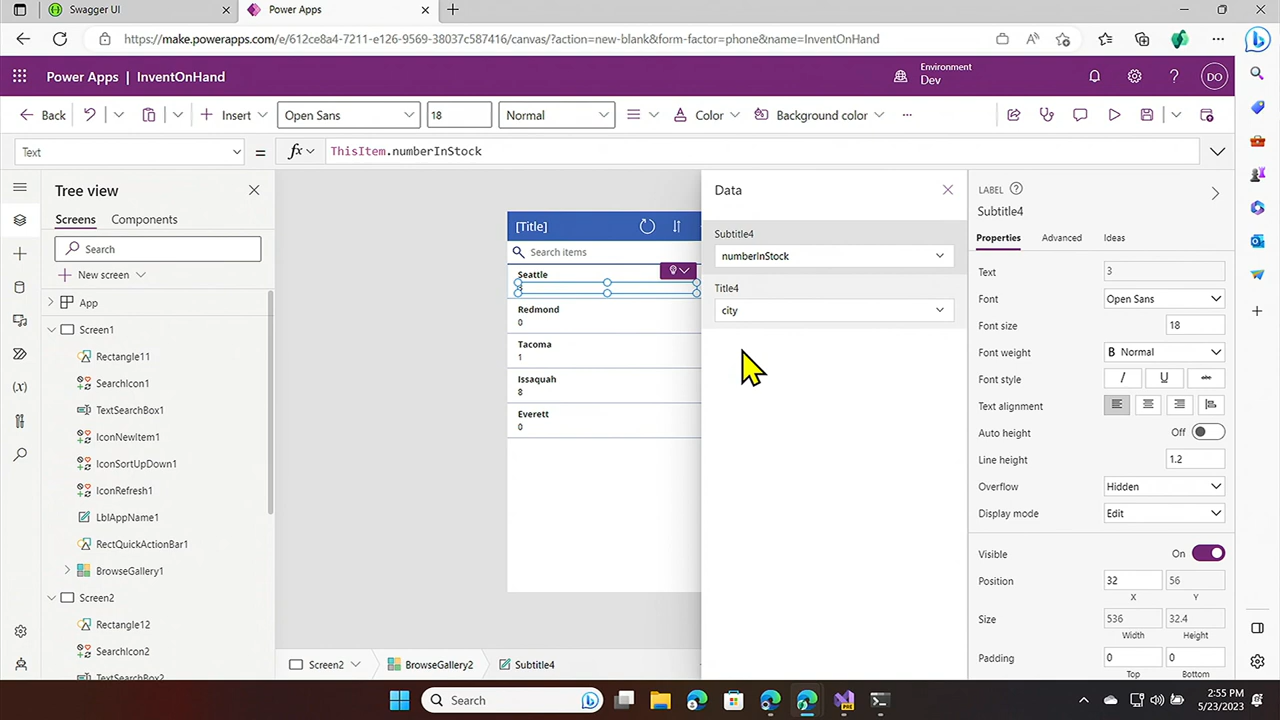 Swagger UI
Power Apps
https://make.powerapps.com/e/612ce8a4-7211-e126-9569-38037c587416/canvas/?action=new-blank&form-factor=phone&name=InventOnHand
Power Apps | InventOnHand
Environment
Dev
DO
Back
Insert
Open Sans
18
Normal
Color
Background color
Text
=
fx
ThisItem.numberInStock
Tree view
Screens
Components
Search
New screen
App
Screen1
Rectangle11
SearchIcon1
TextSearchBox1
IconNewItem1
IconSortUpDown1
IconRefresh1
LblAppName1
RectQuickActionBar1
BrowseGallery1
Screen2
Rectangle12
SearchIcon2
TextSearchBox2
[Title]
Search items
Seattle
3
Redmond
0
Tacoma
1
Issaquah
8
Everett
0
Screen2
BrowseGallery2
Subtitle4
Data
Subtitle4
numberInStock
Title4
city
LABEL
Subtitle4
Properties
Advanced
Ideas
Text
3
Font
Open Sans
Font size
18
Font weight
B Normal
Font style
Text alignment
Auto height
Off
Line height
1.2
Overflow
Hidden
Display mode
Edit
Visible
On
Position
32
56
X
Y
Size
536
32.4
Width
Height
Padding
0
0
Top
Bottom
Search
2:55 PM
5/23/2023